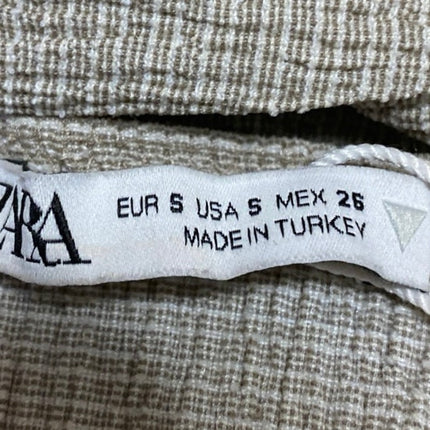 ZARA
EUR S USA S MEX 26
MADE IN TURKEY